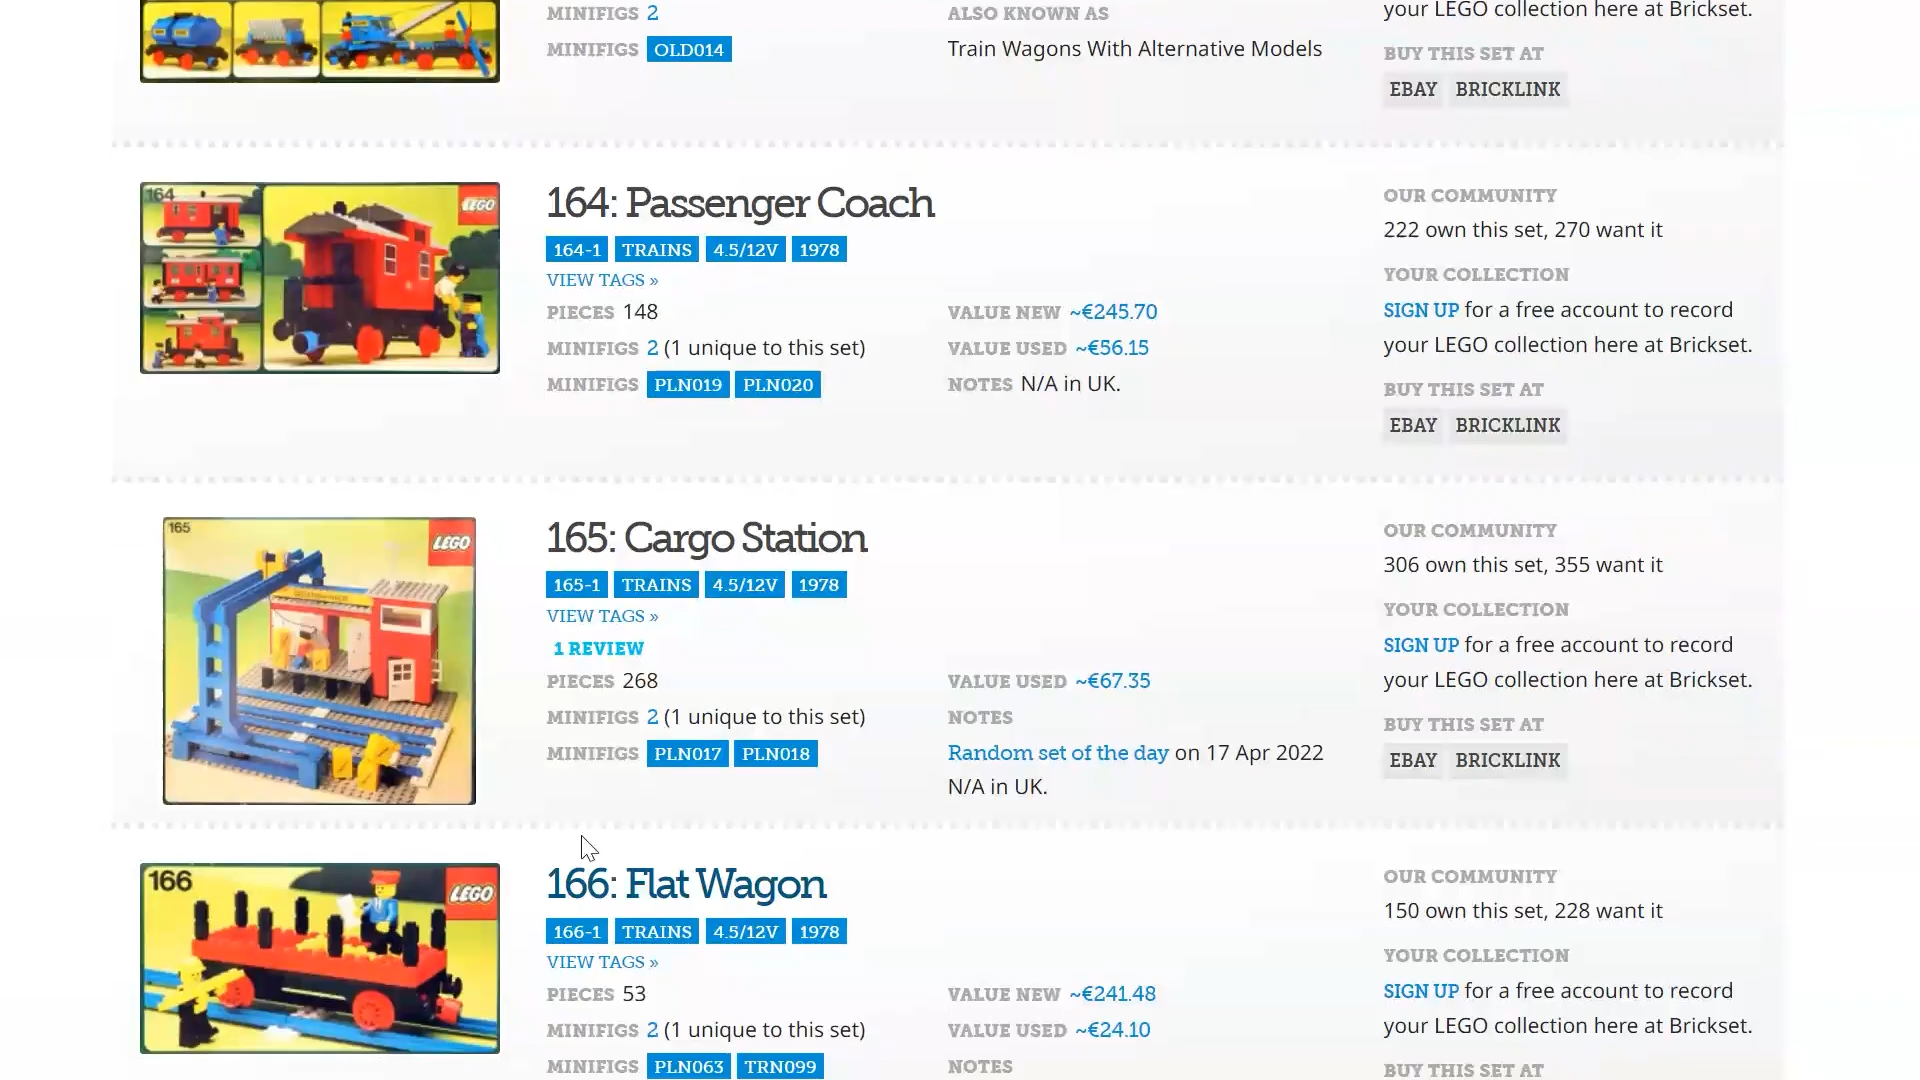 MINIFIGS 2
MINIFIGS OLD014
ALSO KNOWN AS
Train Wagons With Alternative Models
your LEGO collection here at Brickset.
BUY THIS SET AT
EBAY BRICKLINK
164
LEGO
164: Passenger Coach
164-1 TRAINS 4.5/12V 1978
VIEW TAGS »
PIECES 148
MINIFIGS 2 (1 unique to this set)
MINIFIGS PLN019 PLN020
VALUE NEW ~€245.70
VALUE USED ~€56.15
NOTES N/A in UK.
OUR COMMUNITY
222 own this set, 270 want it
YOUR COLLECTION
SIGN UP for a free account to record
your LEGO collection here at Brickset.
BUY THIS SET AT
EBAY BRICKLINK
165
LEGO
165: Cargo Station
165-1 TRAINS 4.5/12V 1978
VIEW TAGS »
1 REVIEW
PIECES 268
MINIFIGS 2 (1 unique to this set)
MINIFIGS PLN017 PLN018
VALUE USED ~€67.35
NOTES
Random set of the day on 17 Apr 2022
N/A in UK.
OUR COMMUNITY
306 own this set, 355 want it
YOUR COLLECTION
SIGN UP for a free account to record
your LEGO collection here at Brickset.
BUY THIS SET AT
EBAY BRICKLINK
166
LEGO
166: Flat Wagon
166-1 TRAINS 4.5/12V 1978
VIEW TAGS »
PIECES 53
MINIFIGS 2 (1 unique to this set)
MINIFIGS PLN063 TRN099
VALUE NEW ~€241.48
VALUE USED ~€24.10
NOTES
OUR COMMUNITY
150 own this set, 228 want it
YOUR COLLECTION
SIGN UP for a free account to record
your LEGO collection here at Brickset.
BUY THIS SET AT